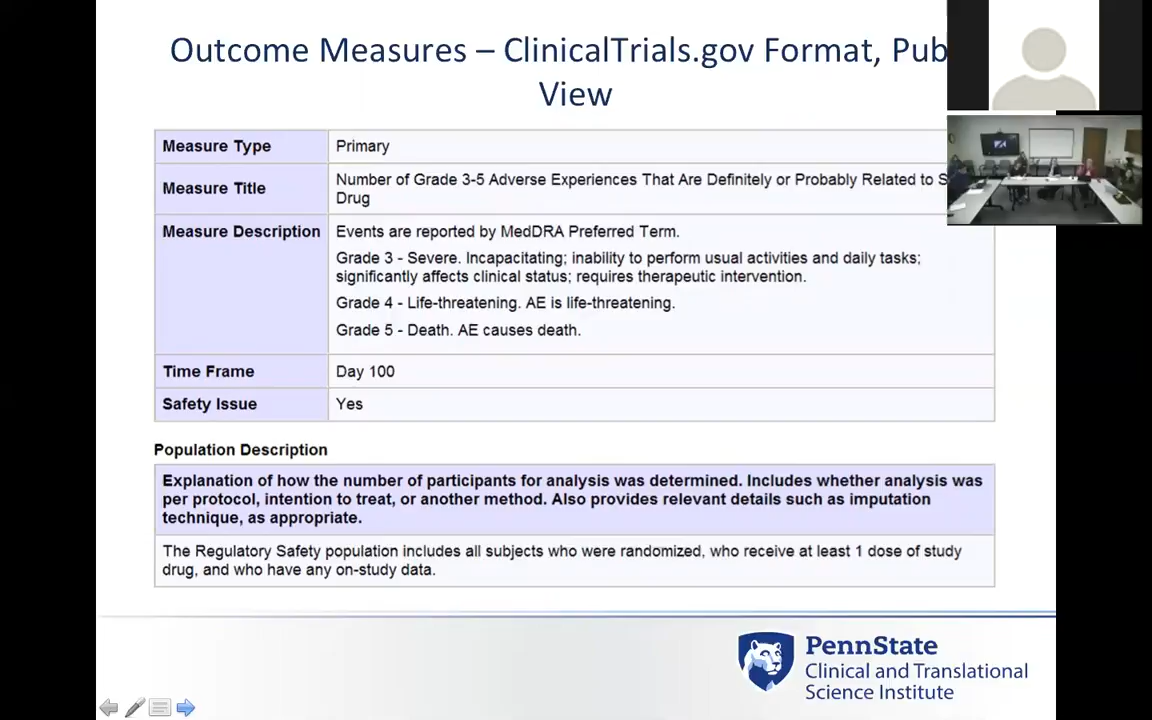 Outcome Measures – ClinicalTrials.gov Format, Pub
View
Measure Type Primary
Measure Title Number of Grade 3-5 Adverse Experiences That Are Definitely or Probably Related to S
Drug
Measure Description Events are reported by MedDRA Preferred Term.
Grade 3 - Severe. Incapacitating; inability to perform usual activities and daily tasks;
significantly affects clinical status; requires therapeutic intervention.
Grade 4 - Life-threatening. AE is life-threatening.
Grade 5 - Death. AE causes death.
Time Frame Day 100
Safety Issue Yes
Population Description
Explanation of how the number of participants for analysis was determined. Includes whether analysis was
per protocol, intention to treat, or another method. Also provides relevant details such as imputation
technique, as appropriate.
The Regulatory Safety population includes all subjects who were randomized, who receive at least 1 dose of study
drug, and who have any on-study data.
PennState
Clinical and Translational
Science Institute